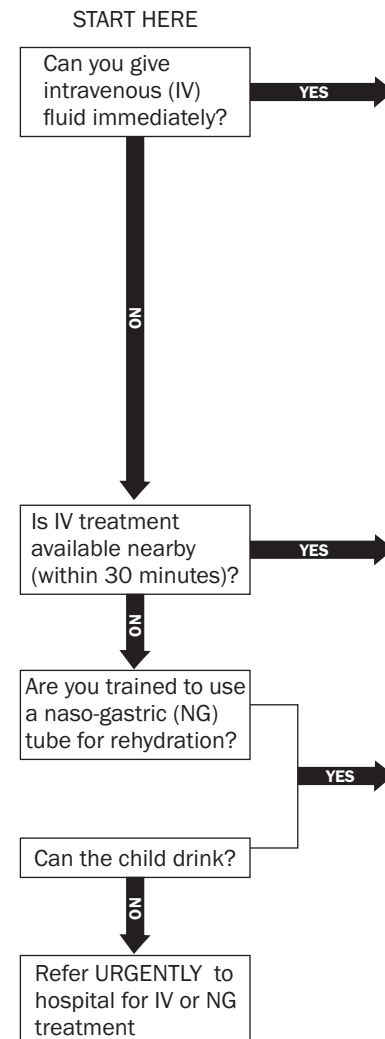 START HERE
Can you give
intravenous (IV)
fluid immediately?
YES
NO
Is IV treatment
available nearby
(within 30 minutes)?
YES
NO
Are you trained to use
a naso-gastric (NG)
tube for rehydration?
YES
Can the child drink?
NO
Refer URGENTLY to
hospital for IV or NG
treatment